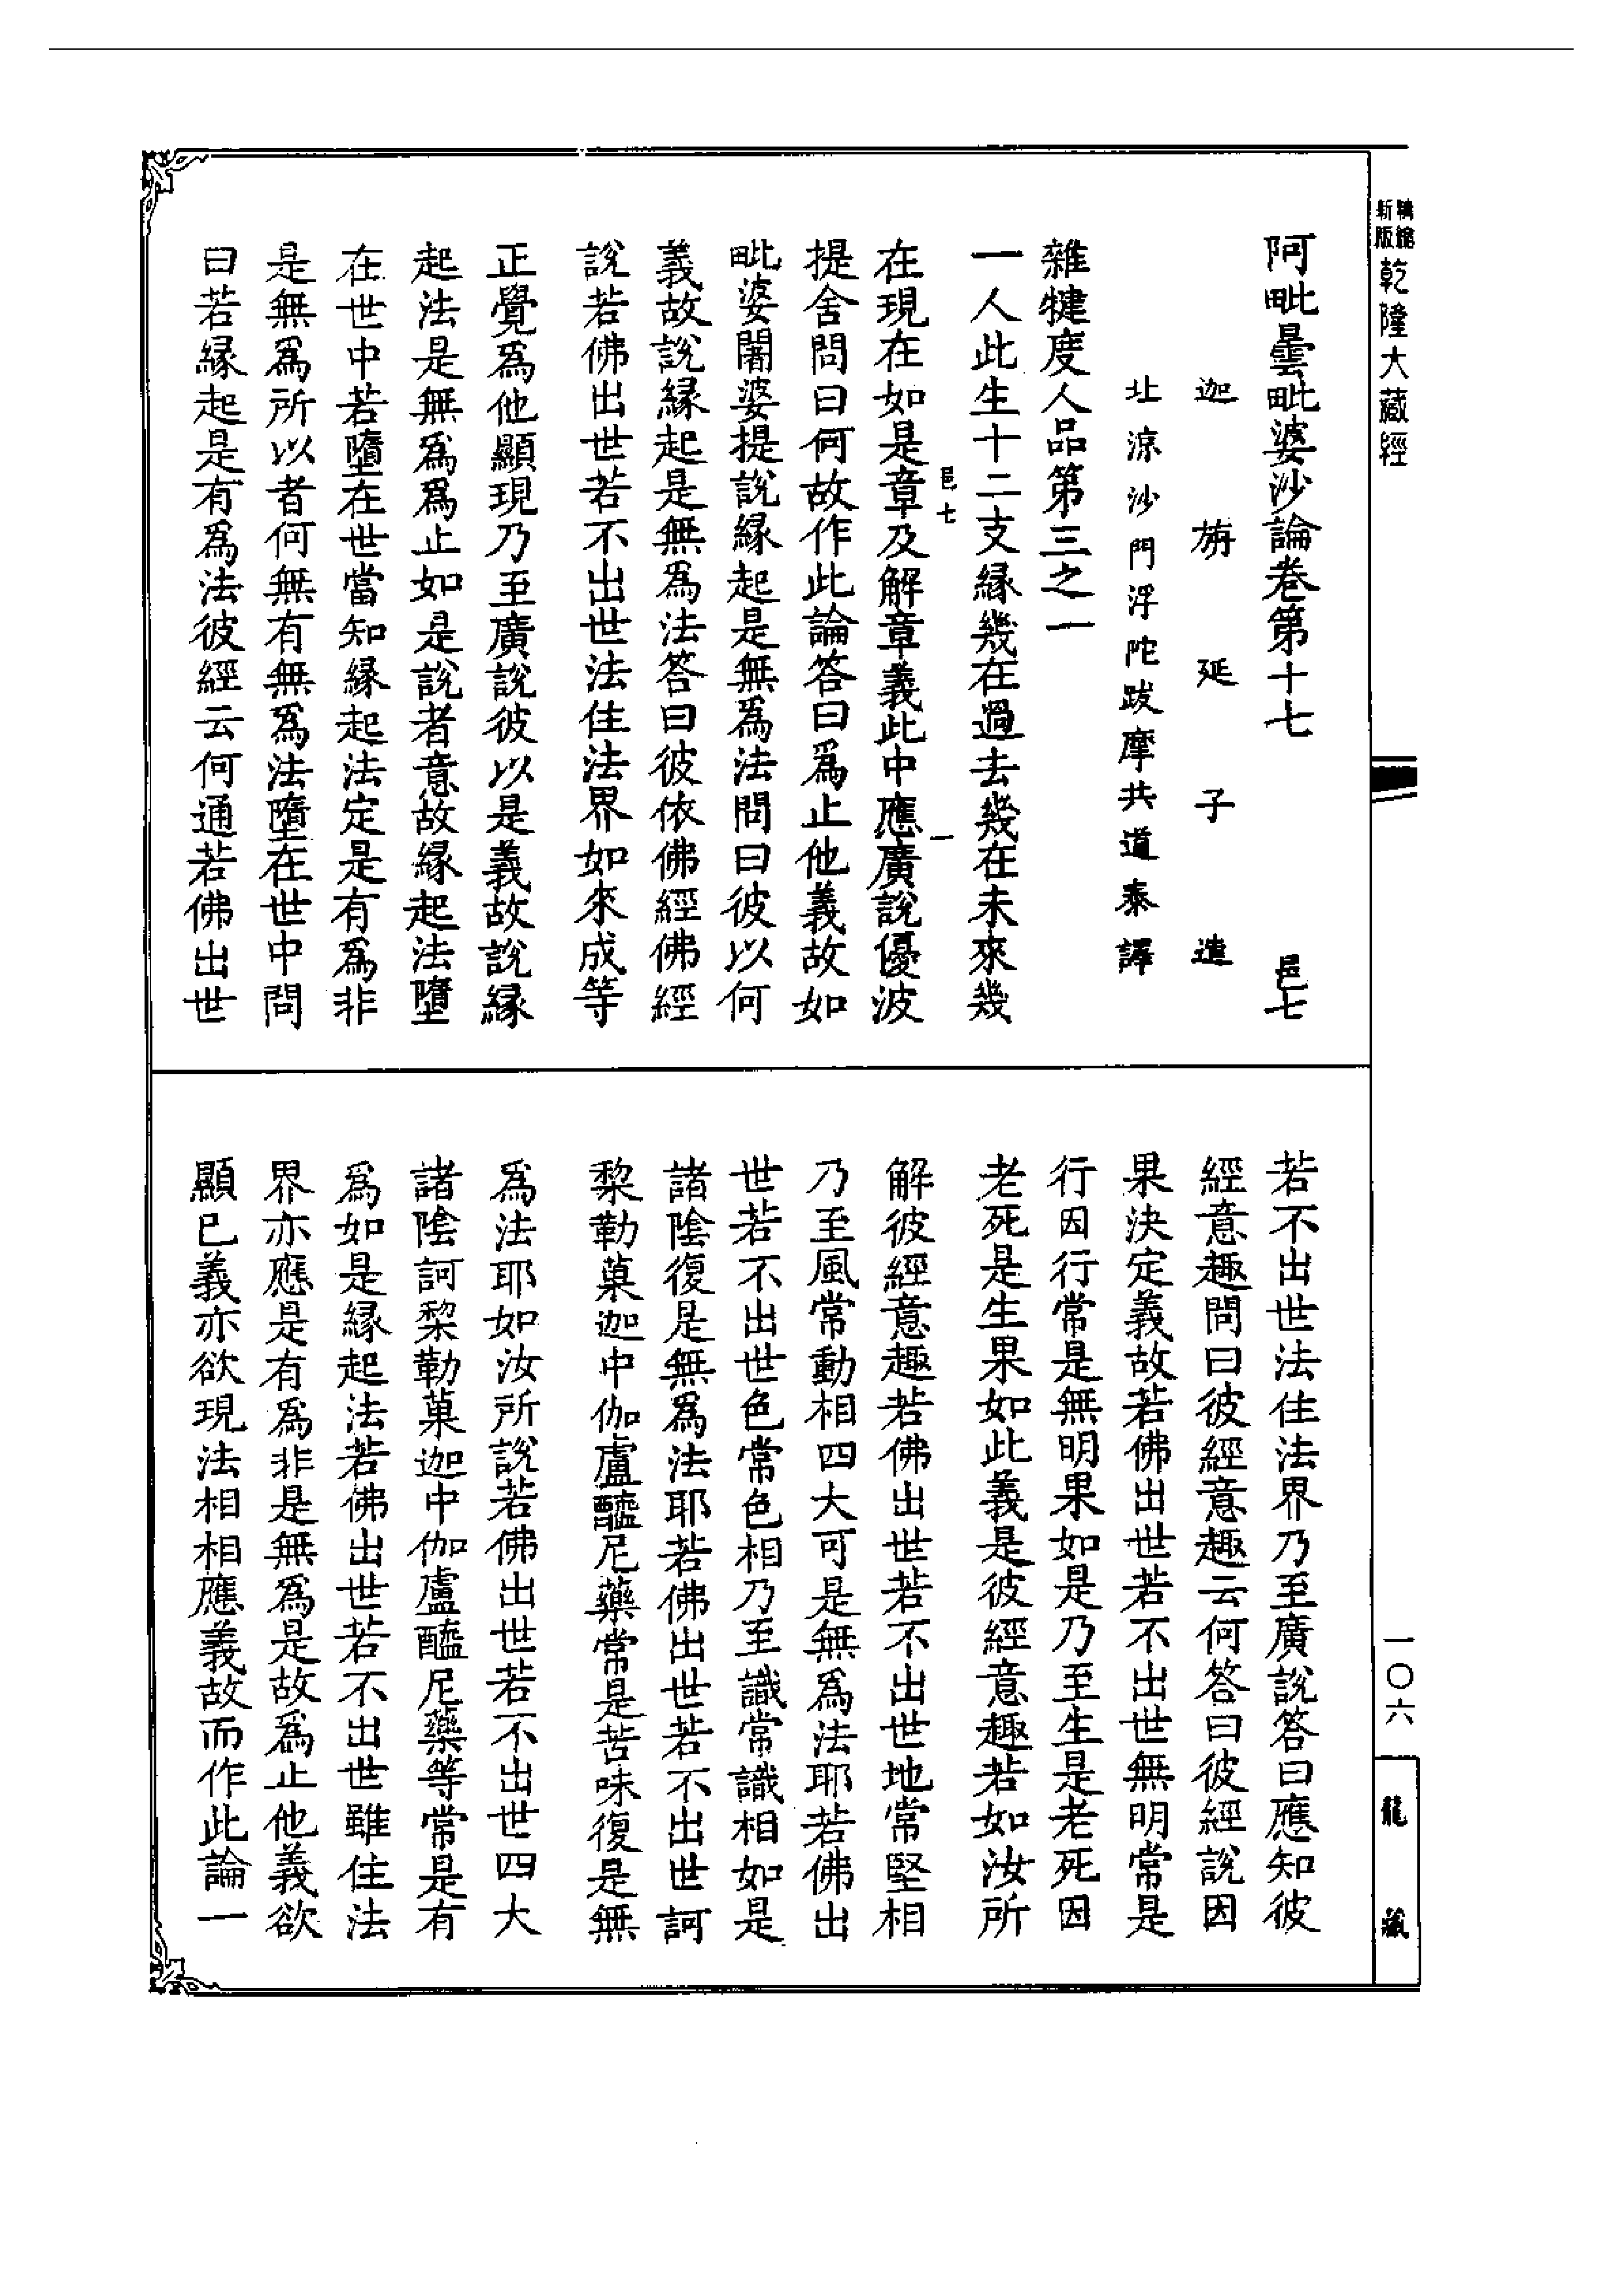 新版精縮乾隆大藏經
阿毗曇毗婆沙論卷第十七 邑七
迦旃延子造
北涼沙門浮陀跋摩共道泰譯
雜犍度人品第三之一
一人此生十二支緣幾在過去幾在未來幾
在現在如是章及解章義此中應廣說優波
邑七 一
提舍問曰何故作此論答曰爲止他義故如
毗婆闍婆提說緣起是無爲法問曰彼以何
義故說緣起是無爲法答曰彼依佛經佛經
說若佛出世若不出世法住法界如來成等
正覺爲他顯現乃至廣說彼以是義故說緣
起法是無爲爲止如是說者意故緣起法墮
在世中若墮在世當知緣起法定是有爲非
是無爲所以者何無有無爲法墮在世中問
曰若緣起是有爲法彼經云何通若佛出世
若不出世法住法界乃至廣說答曰應知彼
經意趣問曰彼經意趣云何答曰彼經說因
果決定義故若佛出世若不出世無明常是
行因行常是無明果如是乃至生是老死因
老死是生果如此義是彼經意趣若如汝所
解彼經意趣若佛出世若不出世地常堅相
乃至風常動相四大可是無爲法耶若佛出
世若不出世色常色相乃至識常識相如是
諸陰復是無爲法耶若佛出世若不出世訶
梨勒菓迦中伽盧醯尼藥常是苦味復是無
爲法耶如汝所說若佛出世若不出世四大
諸陰訶梨勒菓迦中伽盧醯尼藥等常是有
爲如是緣起法若佛出世若不出世雖住法
界亦應是有爲非是無爲是故爲止他義欲
顯已義亦欲現法相相應義故而作此論一
一〇六
龍藏